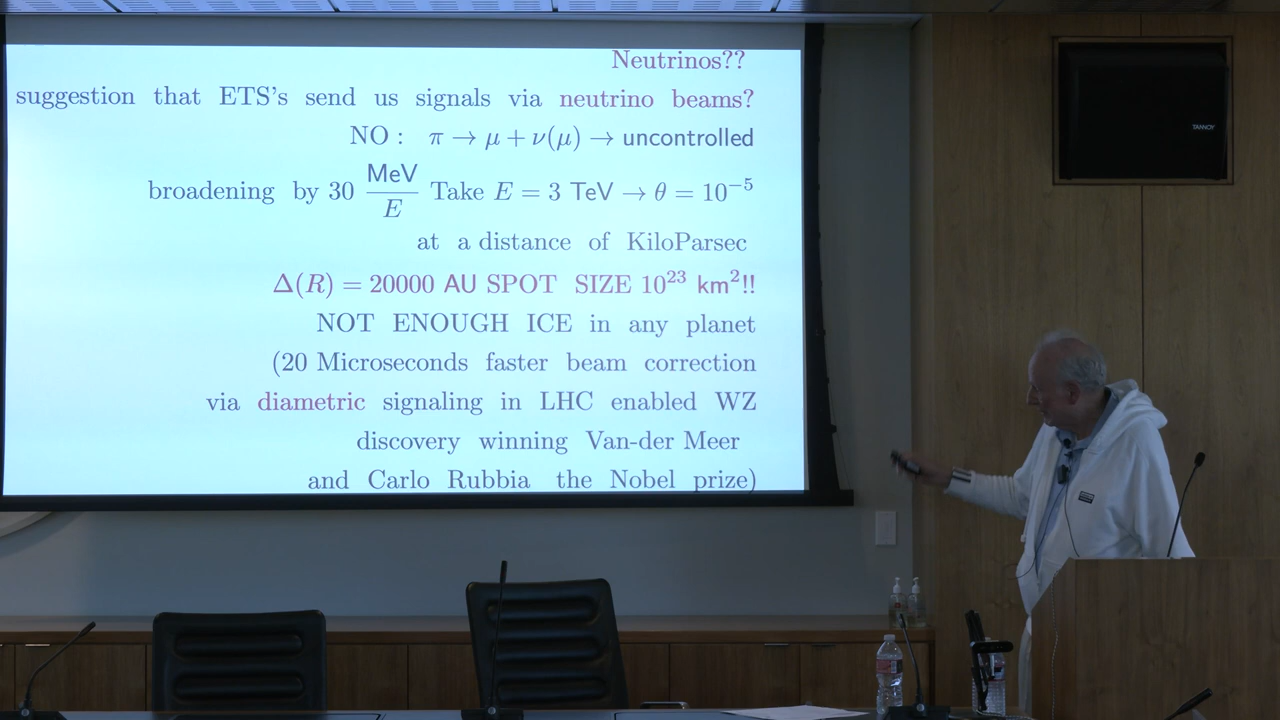 Neutrinos??
suggestion that ETS's send us signals via neutrino beams?
NO : π → μ + ν(μ) → uncontrolled
broadening by 30 MeV/E Take E = 3 TeV → θ = 10⁻⁵
at a distance of KiloParsec
Δ(R) = 20000 AU SPOT SIZE 10²³ km²!!
NOT ENOUGH ICE in any planet
(20 Microseconds faster beam correction
via diametric signaling in LHC enabled WZ
discovery winning Van-der Meer
and Carlo Rubbia the Nobel prize)
TANNOY